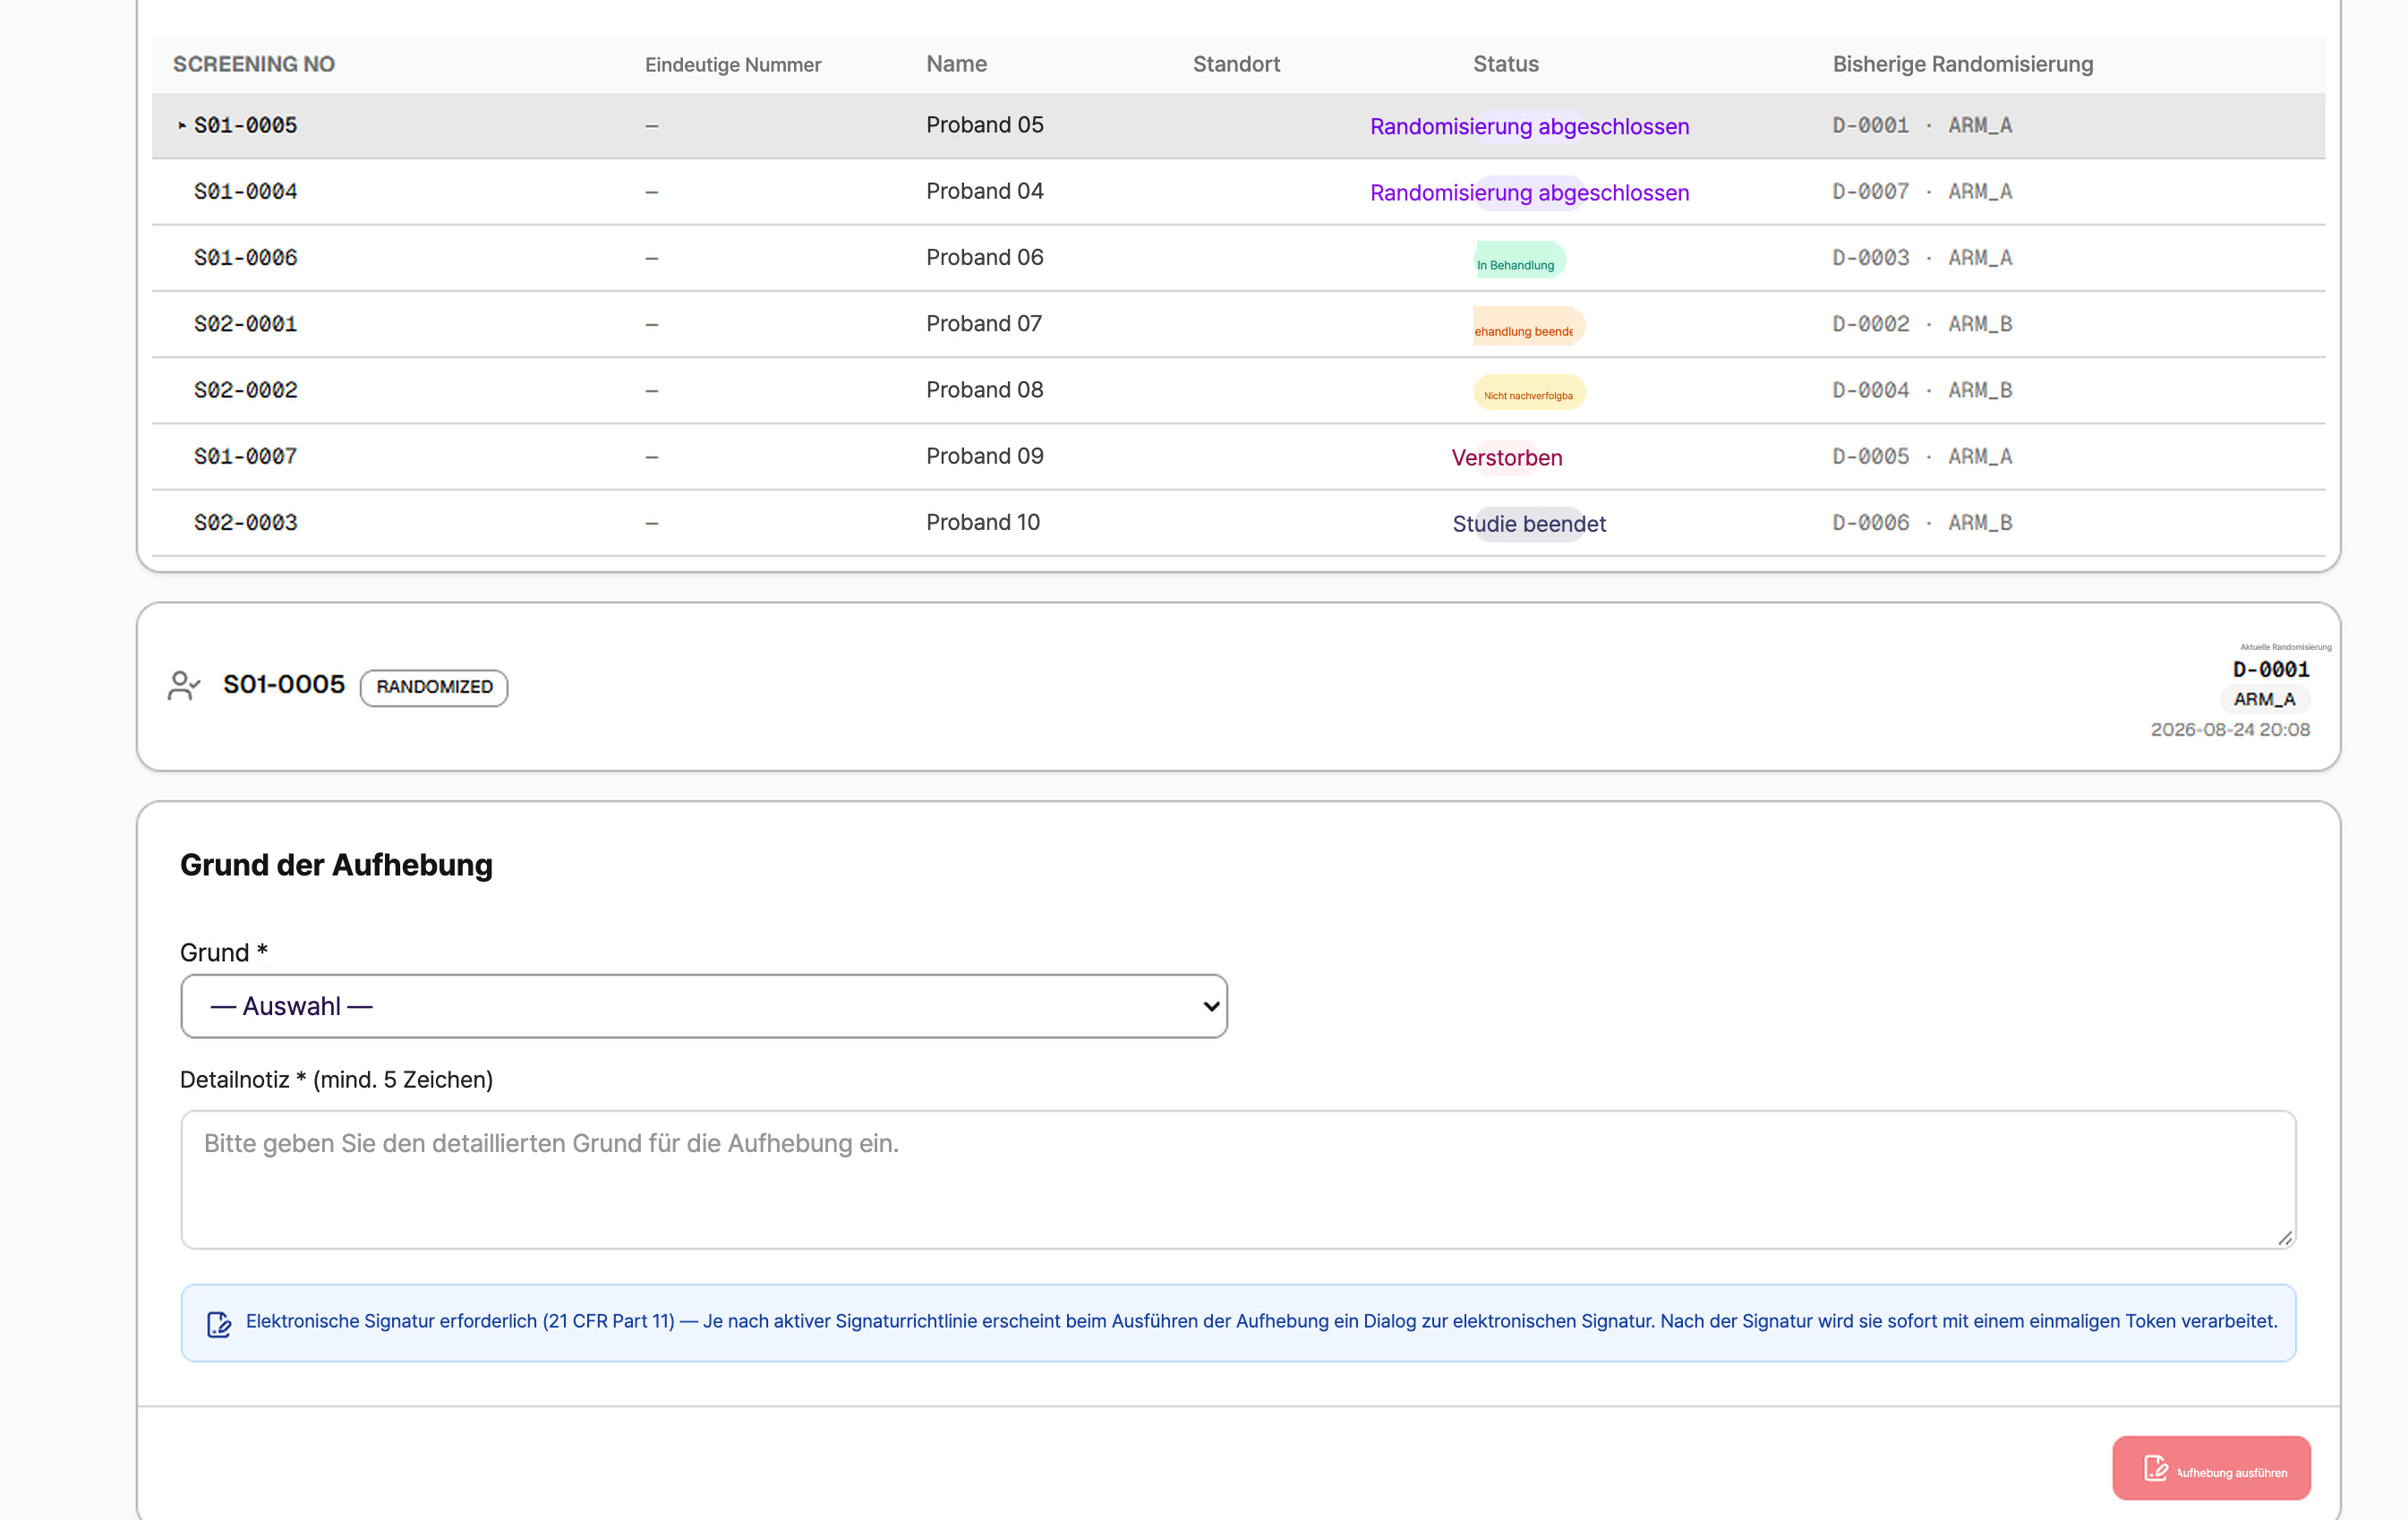 SCREENING NO Eindeutige Nummer Name Standort Status Bisherige Randomisierung
S01-0005 – Proband 05 Randomisierung abgeschlossen D-0001 · ARM_A
S01-0004 – Proband 04 Randomisierung abgeschlossen D-0007 · ARM_A
S01-0006 – Proband 06 In Behandlung D-0003 · ARM_A
S02-0001 – Proband 07 ehandlung beende D-0002 · ARM_B
S02-0002 – Proband 08 Nicht nachverfolgba D-0004 · ARM_B
S01-0007 – Proband 09 Verstorben D-0005 · ARM_A
S02-0003 – Proband 10 Studie beendet D-0006 · ARM_B
S01-0005 RANDOMIZED
Aktuelle Randomisierung
D-0001
ARM_A
2026-08-24 20:08
Grund der Aufhebung
Grund *
— Auswahl —
Detailnotiz * (mind. 5 Zeichen)
Bitte geben Sie den detaillierten Grund für die Aufhebung ein.
Elektronische Signatur erforderlich (21 CFR Part 11) — Je nach aktiver Signaturrichtlinie erscheint beim Ausführen der Aufhebung ein Dialog zur elektronischen Signatur. Nach der Signatur wird sie sofort mit einem einmaligen Token verarbeitet.
Aufhebung ausführen